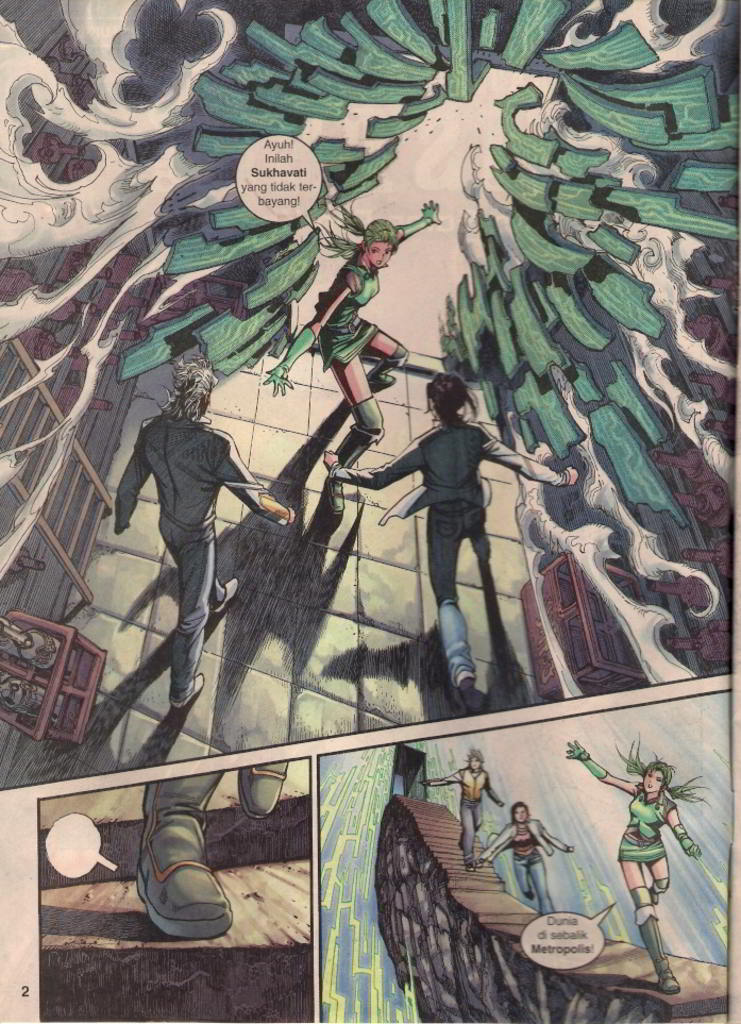 Ayuh!
Inilah
Sukhavati
yang tidak ter-
bayang!
Dunia
di sebalik
Metropolis!
2